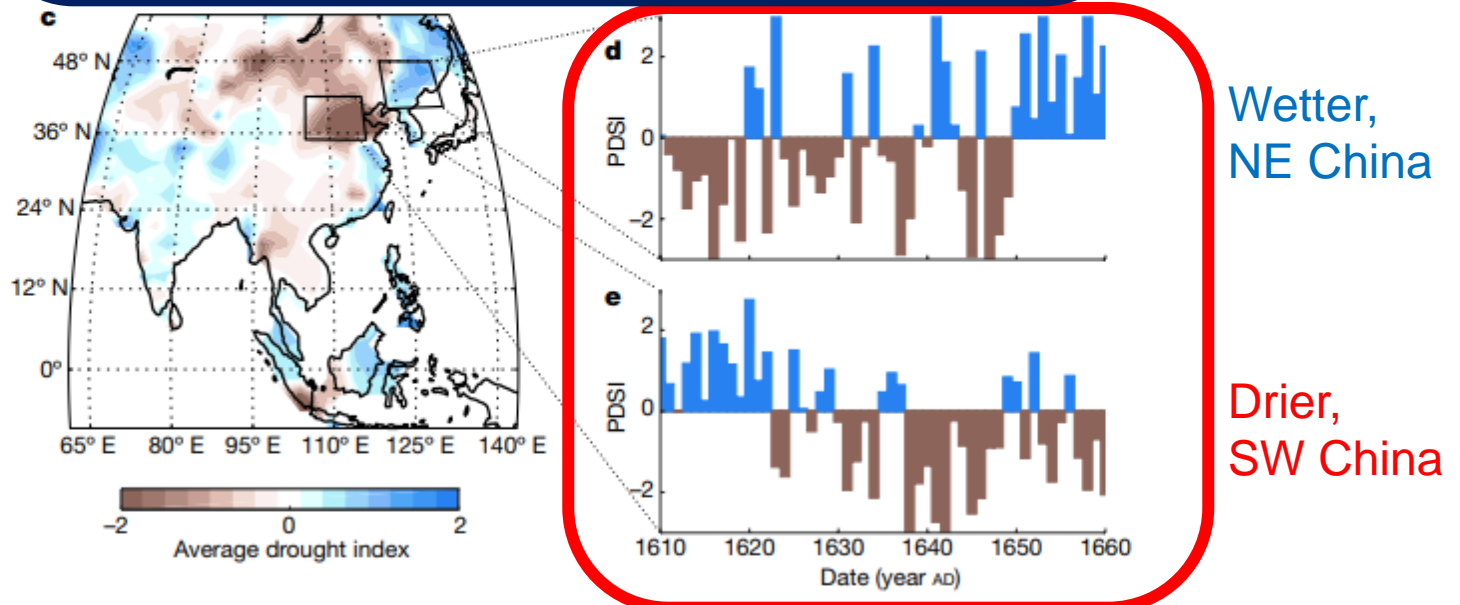 c
48° N
36° N
24° N
12° N
0°
65° E 80° E 95° E 110° E 125° E 140° E
−2 0 2
Average drought index
d
2
0
−2
PDSI
e
2
0
−2
PDSI
1610 1620 1630 1640 1650 1660
Date (year AD)
Wetter,
NE China
Drier,
SW China